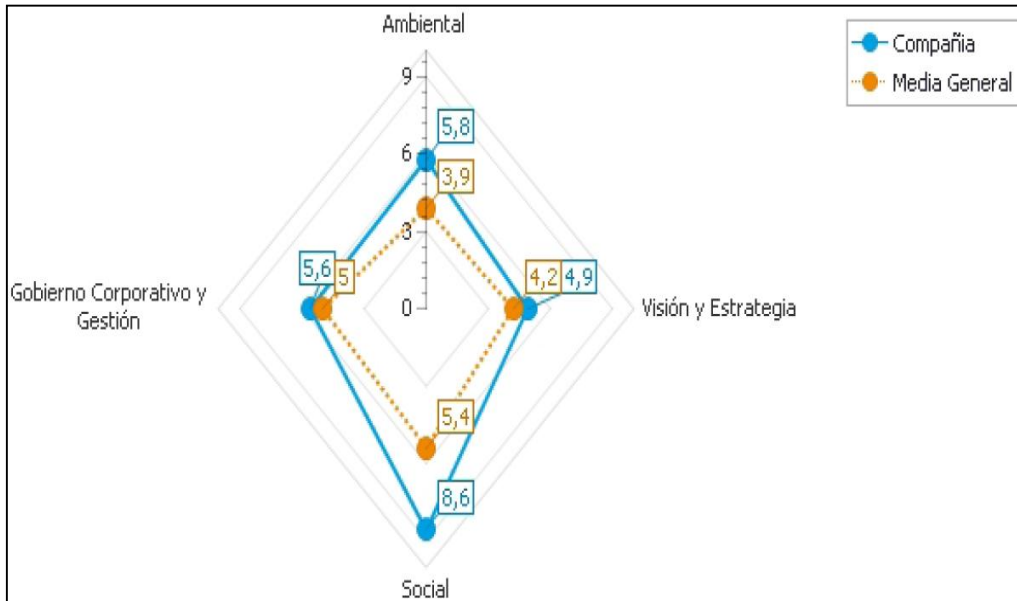 Ambiental
Compañia
Media General
9
5,8
6
3,9
3
5,6
5
4,2
4,9
Gobierno Corporativo y
Gestión
0
Visión y Estrategia
5,4
8,6
Social